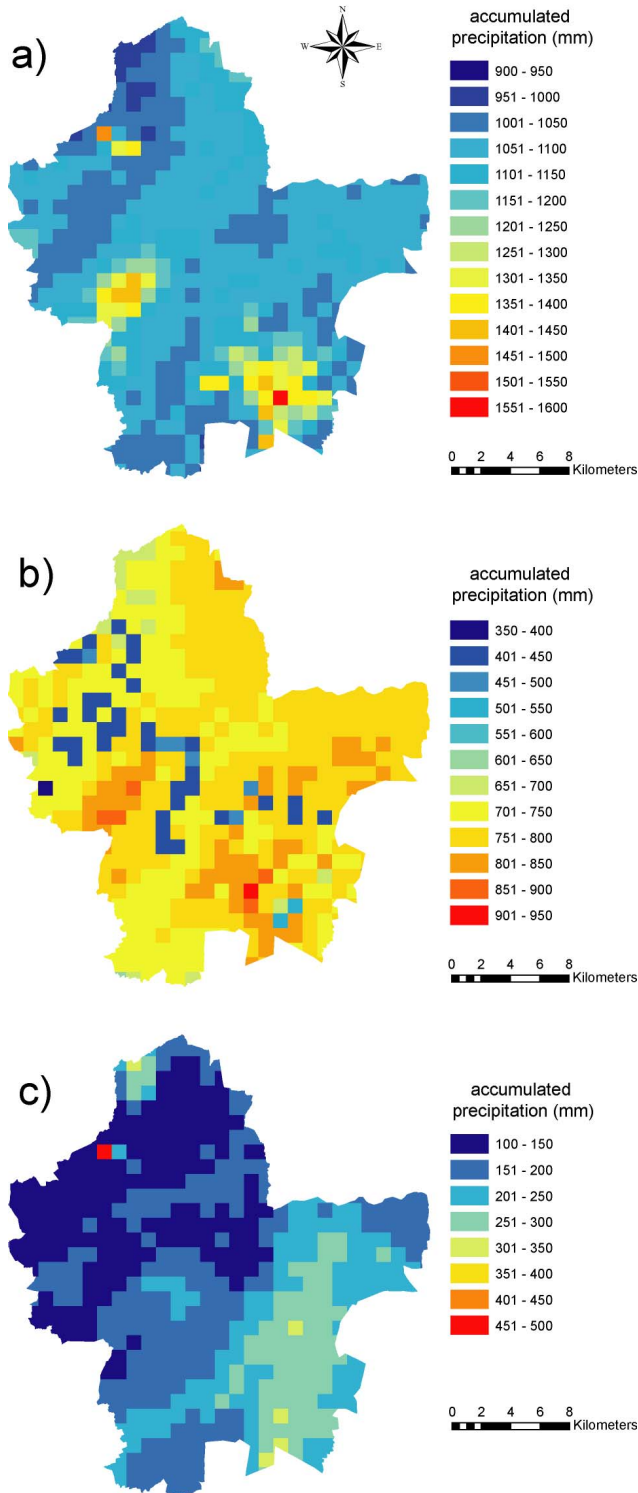 a)
N
W E
S
accumulated
precipitation (mm)
900 - 950
951 - 1000
1001 - 1050
1051 - 1100
1101 - 1150
1151 - 1200
1201 - 1250
1251 - 1300
1301 - 1350
1351 - 1400
1401 - 1450
1451 - 1500
1501 - 1550
1551 - 1600
0 2 4 6 8
Kilometers
b)
accumulated
precipitation (mm)
350 - 400
401 - 450
451 - 500
501 - 550
551 - 600
601 - 650
651 - 700
701 - 750
751 - 800
801 - 850
851 - 900
901 - 950
0 2 4 6 8
Kilometers
c)
accumulated
precipitation (mm)
100 - 150
151 - 200
201 - 250
251 - 300
301 - 350
351 - 400
401 - 450
451 - 500
0 2 4 6 8
Kilometers